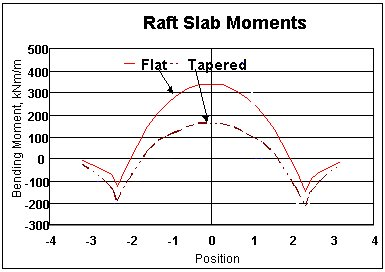 Raft Slab Moments
Flat Tapered
Bending Moment, kNm/m
500
400
300
200
100
0
-100
-200
-300
-4 -3 -2 -1 0 1 2 3 4
Position